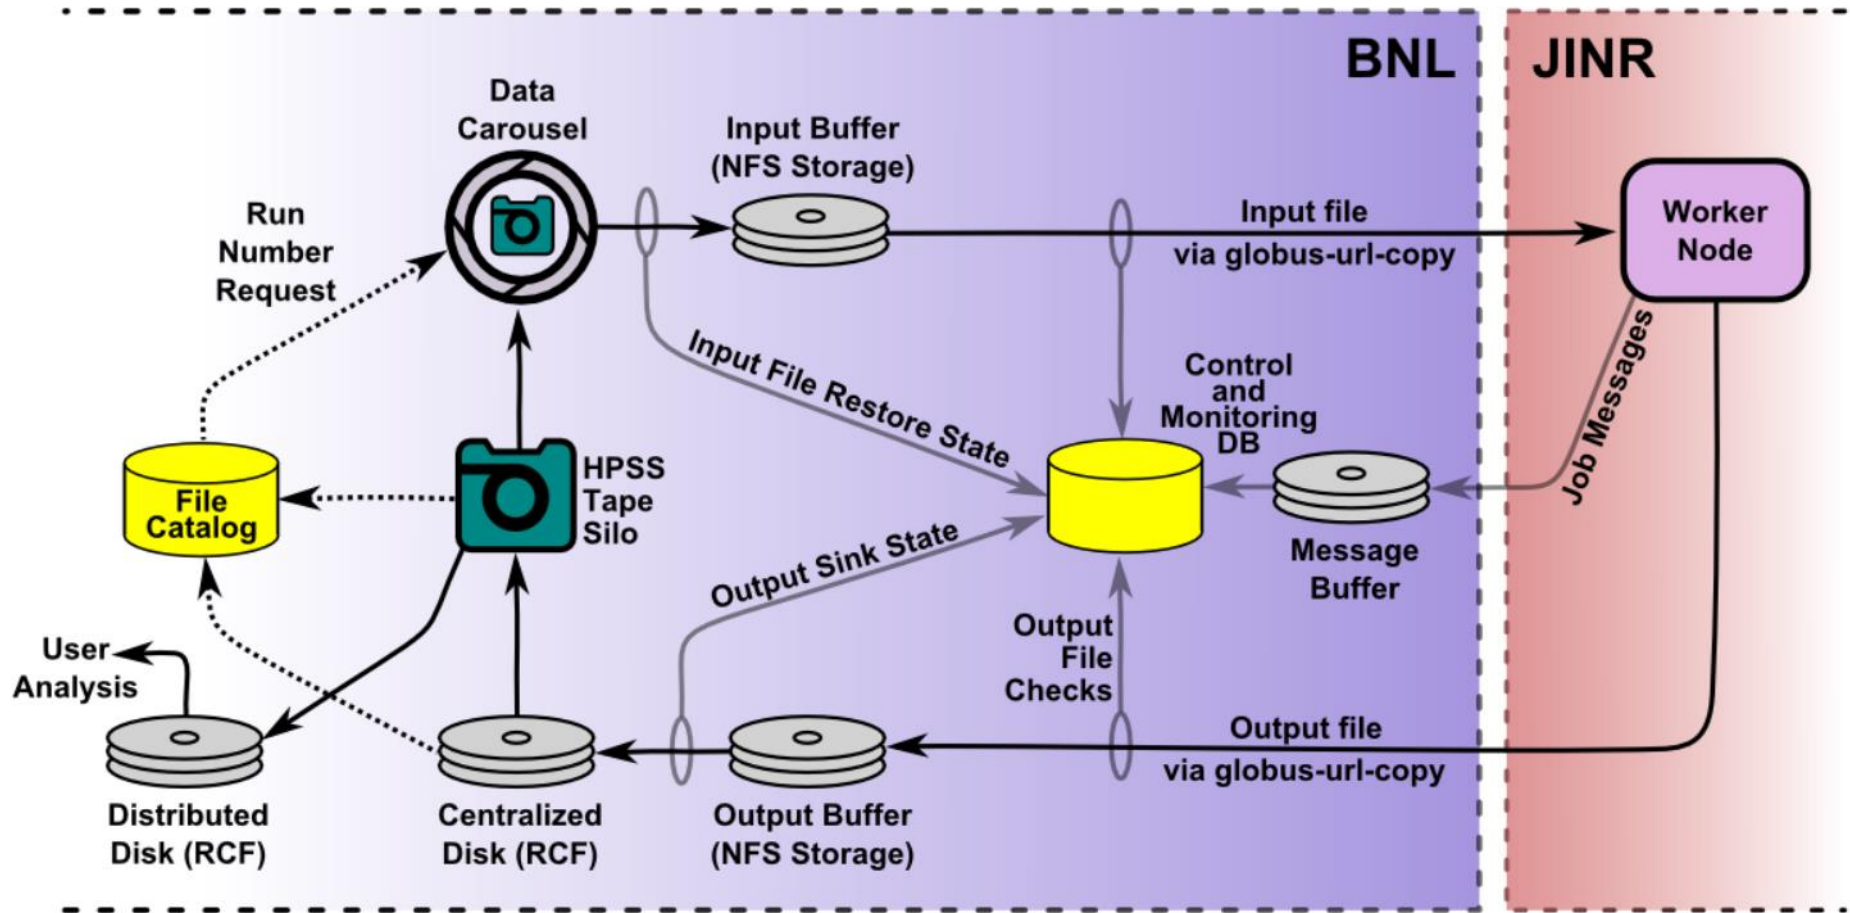 BNL
JINR
Data
Carousel
Input Buffer
(NFS Storage)
Run
Number
Request
Input file
via globus-url-copy
Worker
Node
Input File Restore State
Control
and
Monitoring
DB
Job Messages
File
Catalog
HPSS
Tape
Silo
Message
Buffer
Output Sink State
Output
File
Checks
User
Analysis
Output file
via globus-url-copy
Distributed
Disk (RCF)
Centralized
Disk (RCF)
Output Buffer
(NFS Storage)